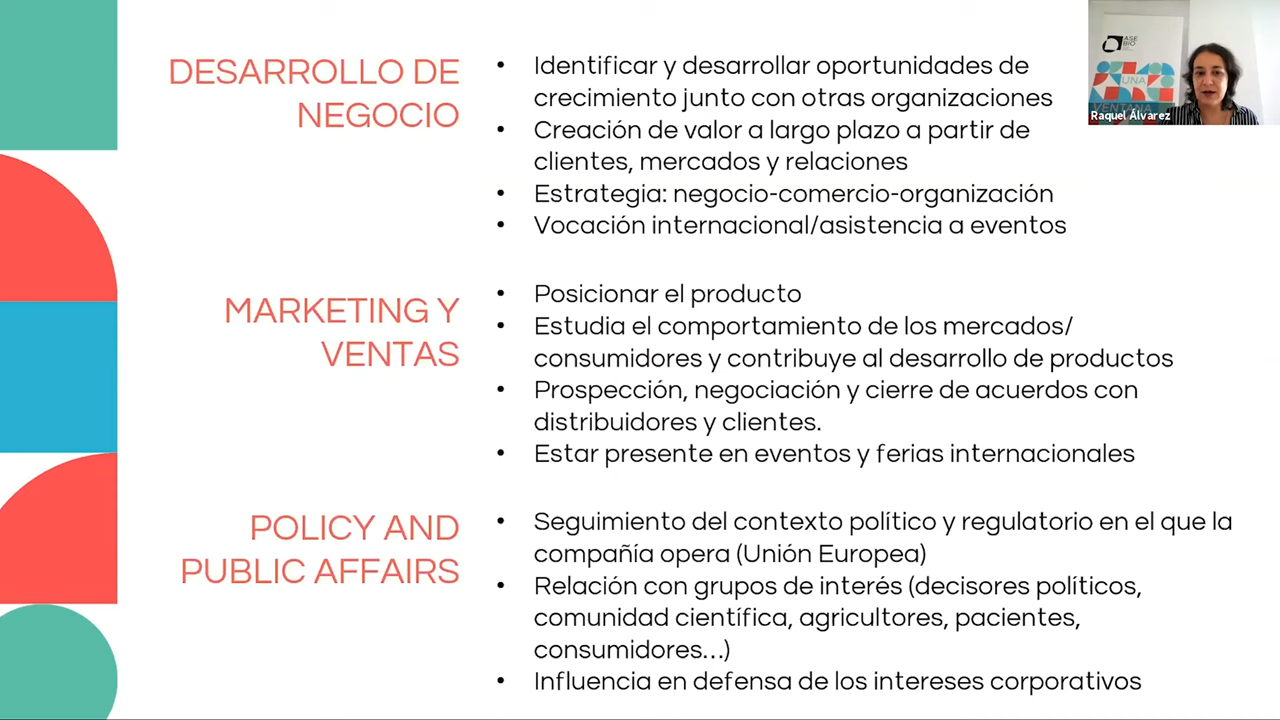 DESARROLLO DE
NEGOCIO
• Identificar y desarrollar oportunidades de
crecimiento junto con otras organizaciones
• Creación de valor a largo plazo a partir de
clientes, mercados y relaciones
• Estrategia: negocio-comercio-organización
• Vocación internacional/asistencia a eventos
MARKETING Y
VENTAS
• Posicionar el producto
• Estudia el comportamiento de los mercados/
consumidores y contribuye al desarrollo de productos
• Prospección, negociación y cierre de acuerdos con
distribuidores y clientes.
• Estar presente en eventos y ferias internacionales
POLICY AND
PUBLIC AFFAIRS
• Seguimiento del contexto político y regulatorio en el que la
compañía opera (Unión Europea)
• Relación con grupos de interés (decisores políticos,
comunidad científica, agricultores, pacientes,
consumidores...)
• Influencia en defensa de los intereses corporativos
ASE
BIO
UNA
VENTANA
Raquel Álvarez